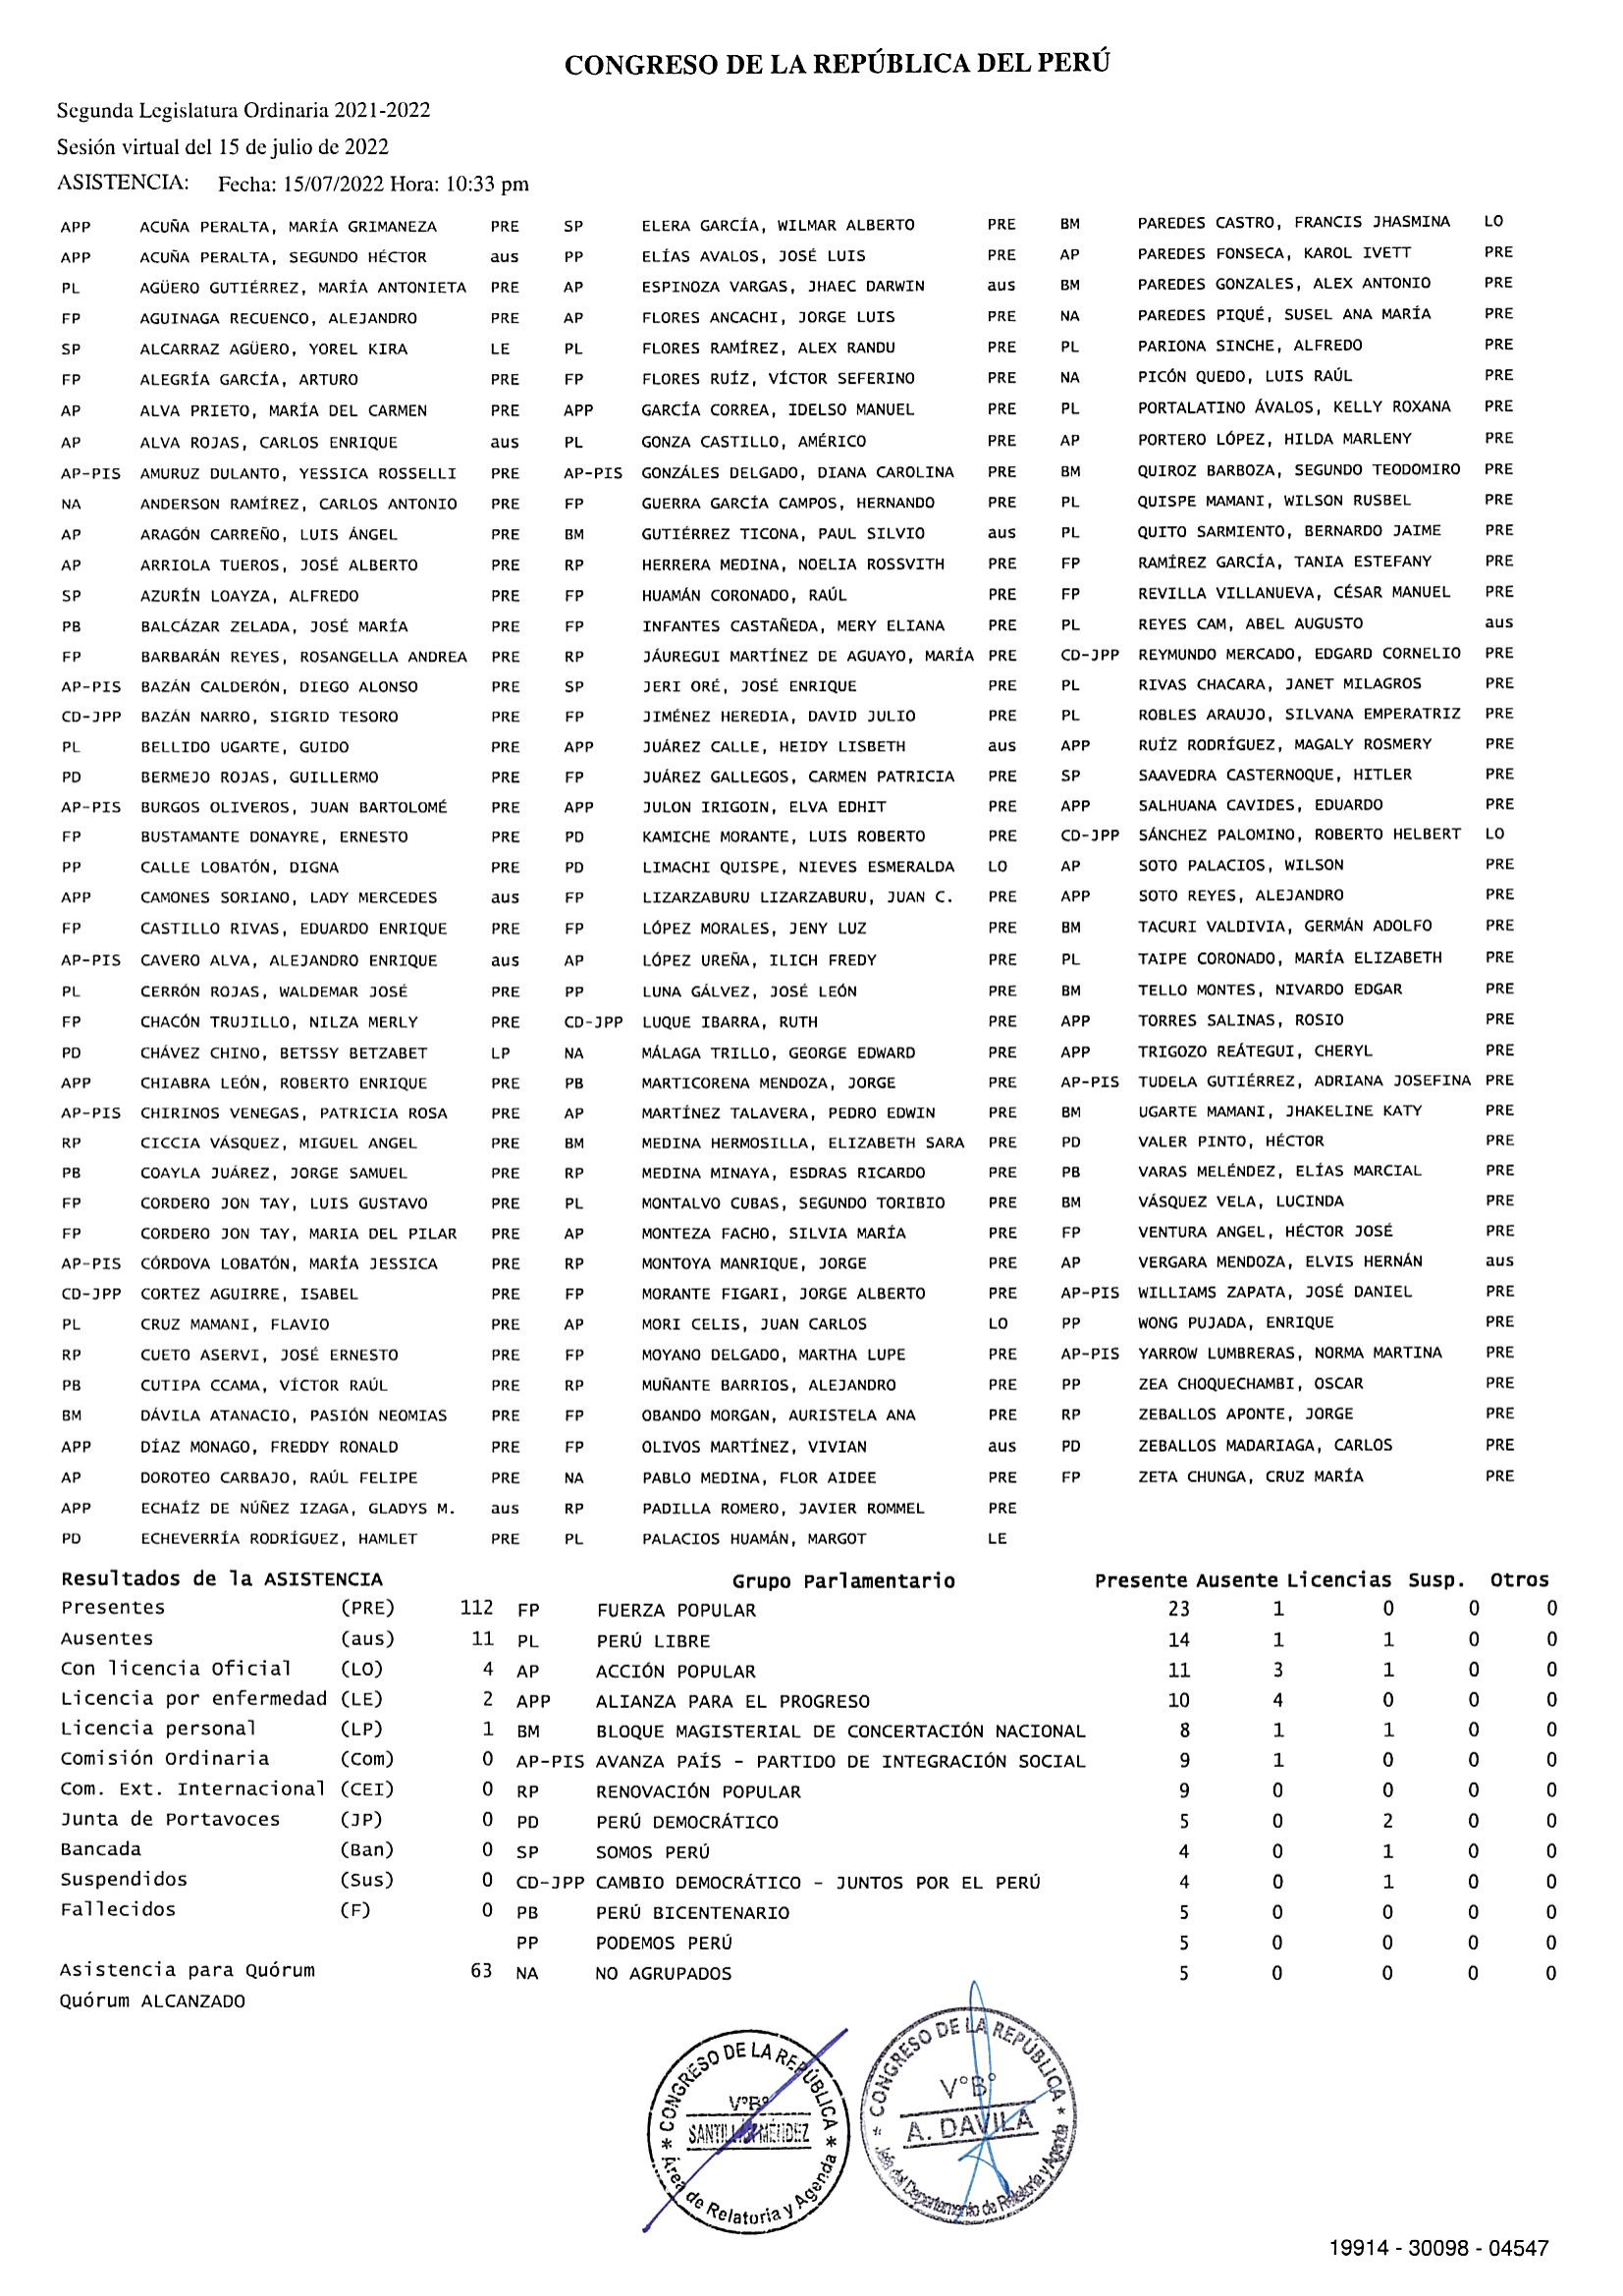 CONGRESO DE LA REPÚBLICA DEL PERÚ
Segunda Legislatura Ordinaria 2021-2022
Sesión virtual del 15 de julio de 2022
ASISTENCIA: Fecha: 15/07/2022 Hora: 10:33 pm
APP ACUÑA PERALTA, MARÍA GRIMANEZA PRE SP ELERA GARCÍA, WILMAR ALBERTO PRE BM PAREDES CASTRO, FRANCIS JHASMINA LO
APP ACUÑA PERALTA, SEGUNDO HÉCTOR aus PP ELÍAS AVALOS, JOSÉ LUIS PRE AP PAREDES FONSECA, KAROL IVETT PRE
PL AGÜERO GUTIÉRREZ, MARÍA ANTONIETA PRE AP ESPINOZA VARGAS, JHAEC DARWIN aus BM PAREDES GONZALES, ALEX ANTONIO PRE
FP AGUINAGA RECUENCO, ALEJANDRO PRE AP FLORES ANCACHI, JORGE LUIS PRE NA PAREDES PIQUÉ, SUSEL ANA MARÍA PRE
SP ALCARRAZ AGÜERO, YOREL KIRA LE PL FLORES RAMÍREZ, ALEX RANDU PRE PL PARIONA SINCHE, ALFREDO PRE
FP ALEGRÍA GARCÍA, ARTURO PRE FP FLORES RUÍZ, VÍCTOR SEFERINO PRE NA PICÓN QUEDO, LUIS RAÚL PRE
AP ALVA PRIETO, MARÍA DEL CARMEN PRE APP GARCÍA CORREA, IDELSO MANUEL PRE PL PORTALATINO ÁVALOS, KELLY ROXANA PRE
AP ALVA ROJAS, CARLOS ENRIQUE aus PL GONZA CASTILLO, AMÉRICO PRE AP PORTERO LÓPEZ, HILDA MARLENY PRE
AP-PIS AMURUZ DULANTO, YESSICA ROSSELLI PRE AP-PIS GONZÁLES DELGADO, DIANA CAROLINA PRE BM QUIROZ BARBOZA, SEGUNDO TEODOMIRO PRE
NA ANDERSON RAMÍREZ, CARLOS ANTONIO PRE FP GUERRA GARCÍA CAMPOS, HERNANDO PRE PL QUISPE MAMANI, WILSON RUSBEL PRE
AP ARAGÓN CARREÑO, LUIS ÁNGEL PRE BM GUTIÉRREZ TICONA, PAUL SILVIO aus PL QUITO SARMIENTO, BERNARDO JAIME PRE
AP ARRIOLA TUEROS, JOSÉ ALBERTO PRE RP HERRERA MEDINA, NOELIA ROSSVITH PRE FP RAMÍREZ GARCÍA, TANIA ESTEFANY PRE
SP AZURÍN LOAYZA, ALFREDO PRE FP HUAMÁN CORONADO, RAÚL PRE FP REVILLA VILLANUEVA, CÉSAR MANUEL PRE
PB BALCÁZAR ZELADA, JOSÉ MARÍA PRE FP INFANTES CASTAÑEDA, MERY ELIANA PRE PL REYES CAM, ABEL AUGUSTO aus
FP BARBARÁN REYES, ROSANGELLA ANDREA PRE RP JÁUREGUI MARTÍNEZ DE AGUAYO, MARÍA PRE CD-JPP REYMUNDO MERCADO, EDGARD CORNELIO PRE
AP-PIS BAZÁN CALDERÓN, DIEGO ALONSO PRE SP JERI ORÉ, JOSÉ ENRIQUE PRE PL RIVAS CHACARA, JANET MILAGROS PRE
CD-JPP BAZÁN NARRO, SIGRID TESORO PRE FP JIMÉNEZ HEREDIA, DAVID JULIO PRE PL ROBLES ARAUJO, SILVANA EMPERATRIZ PRE
PL BELLIDO UGARTE, GUIDO PRE APP JUÁREZ CALLE, HEIDY LISBETH aus APP RUÍZ RODRÍGUEZ, MAGALY ROSMERY PRE
PD BERMEJO ROJAS, GUILLERMO PRE FP JUÁREZ GALLEGOS, CARMEN PATRICIA PRE SP SAAVEDRA CASTERNOQUE, HITLER PRE
AP-PIS BURGOS OLIVEROS, JUAN BARTOLOMÉ PRE APP JULON IRIGOIN, ELVA EDHIT PRE APP SALHUANA CAVIDES, EDUARDO PRE
FP BUSTAMANTE DONAYRE, ERNESTO PRE PD KAMICHE MORANTE, LUIS ROBERTO PRE CD-JPP SÁNCHEZ PALOMINO, ROBERTO HELBERT LO
PP CALLE LOBATÓN, DIGNA PRE PD LIMACHI QUISPE, NIEVES ESMERALDA LO AP SOTO PALACIOS, WILSON PRE
APP CAMONES SORIANO, LADY MERCEDES aus FP LIZARZABURU LIZARZABURU, JUAN C. PRE APP SOTO REYES, ALEJANDRO PRE
FP CASTILLO RIVAS, EDUARDO ENRIQUE PRE FP LÓPEZ MORALES, JENY LUZ PRE BM TACURI VALDIVIA, GERMÁN ADOLFO PRE
AP-PIS CAVERO ALVA, ALEJANDRO ENRIQUE aus AP LÓPEZ UREÑA, ILICH FREDY PRE PL TAIPE CORONADO, MARÍA ELIZABETH PRE
PL CERRÓN ROJAS, WALDEMAR JOSÉ PRE PP LUNA GÁLVEZ, JOSÉ LEÓN PRE BM TELLO MONTES, NIVARDO EDGAR PRE
FP CHACÓN TRUJILLO, NILZA MERLY PRE CD-JPP LUQUE IBARRA, RUTH PRE APP TORRES SALINAS, ROSIO PRE
PD CHÁVEZ CHINO, BETSSY BETZABET LP NA MÁLAGA TRILLO, GEORGE EDWARD PRE APP TRIGOZO REÁTEGUI, CHERYL PRE
APP CHIABRA LEÓN, ROBERTO ENRIQUE PRE PB MARTICORENA MENDOZA, JORGE PRE AP-PIS TUDELA GUTIÉRREZ, ADRIANA JOSEFINA PRE
AP-PIS CHIRINOS VENEGAS, PATRICIA ROSA PRE AP MARTÍNEZ TALAVERA, PEDRO EDWIN PRE BM UGARTE MAMANI, JHAKELINE KATY PRE
RP CICCIA VÁSQUEZ, MIGUEL ANGEL PRE BM MEDINA HERMOSILLA, ELIZABETH SARA PRE PD VALER PINTO, HÉCTOR PRE
PB COAYLA JUÁREZ, JORGE SAMUEL PRE RP MEDINA MINAYA, ESDRAS RICARDO PRE PB VARAS MELÉNDEZ, ELÍAS MARCIAL PRE
FP CORDERO JON TAY, LUIS GUSTAVO PRE PL MONTALVO CUBAS, SEGUNDO TORIBIO PRE BM VÁSQUEZ VELA, LUCINDA PRE
FP CORDERO JON TAY, MARIA DEL PILAR PRE AP MONTEZA FACHO, SILVIA MARÍA PRE FP VENTURA ANGEL, HÉCTOR JOSÉ PRE
AP-PIS CÓRDOVA LOBATÓN, MARÍA JESSICA PRE RP MONTOYA MANRIQUE, JORGE PRE AP VERGARA MENDOZA, ELVIS HERNÁN aus
CD-JPP CORTEZ AGUIRRE, ISABEL PRE FP MORANTE FIGARI, JORGE ALBERTO PRE AP-PIS WILLIAMS ZAPATA, JOSÉ DANIEL PRE
PL CRUZ MAMANI, FLAVIO PRE AP MORI CELIS, JUAN CARLOS LO PP WONG PUJADA, ENRIQUE PRE
RP CUETO ASERVI, JOSÉ ERNESTO PRE FP MOYANO DELGADO, MARTHA LUPE PRE AP-PIS YARROW LUMBRERAS, NORMA MARTINA PRE
PB CUTIPA CCAMA, VÍCTOR RAÚL PRE RP MUÑANTE BARRIOS, ALEJANDRO PRE PP ZEA CHOQUECHAMBI, OSCAR PRE
BM DÁVILA ATANACIO, PASIÓN NEOMIAS PRE FP OBANDO MORGAN, AURISTELA ANA PRE RP ZEBALLOS APONTE, JORGE PRE
APP DÍAZ MONAGO, FREDDY RONALD PRE FP OLIVOS MARTÍNEZ, VIVIAN aus PD ZEBALLOS MADARIAGA, CARLOS PRE
AP DOROTEO CARBAJO, RAÚL FELIPE PRE NA PABLO MEDINA, FLOR AIDEE PRE FP ZETA CHUNGA, CRUZ MARÍA PRE
APP ECHAÍZ DE NÚÑEZ IZAGA, GLADYS M. aus RP PADILLA ROMERO, JAVIER ROMMEL PRE
PD ECHEVERRÍA RODRÍGUEZ, HAMLET PRE PL PALACIOS HUAMÁN, MARGOT LE
Resultados de la ASISTENCIA Grupo Parlamentario Presente Ausente Licencias Susp. Otros
Presentes (PRE) 112 FP FUERZA POPULAR 23 1 0 0 0
Ausentes (aus) 11 PL PERÚ LIBRE 14 1 1 0 0
Con licencia Oficial (LO) 4 AP ACCIÓN POPULAR 11 3 1 0 0
Licencia por enfermedad (LE) 2 APP ALIANZA PARA EL PROGRESO 10 4 0 0 0
Licencia personal (LP) 1 BM BLOQUE MAGISTERIAL DE CONCERTACIÓN NACIONAL 8 1 1 0 0
Comisión Ordinaria (Com) 0 AP-PIS AVANZA PAÍS - PARTIDO DE INTEGRACIÓN SOCIAL 9 1 0 0 0
Com. Ext. Internacional (CEI) 0 RP RENOVACIÓN POPULAR 9 0 0 0 0
Junta de Portavoces (JP) 0 PD PERÚ DEMOCRÁTICO 5 0 2 0 0
Bancada (Ban) 0 SP SOMOS PERÚ 4 0 1 0 0
Suspendidos (Sus) 0 CD-JPP CAMBIO DEMOCRÁTICO - JUNTOS POR EL PERÚ 4 0 1 0 0
Fallecidos (F) 0 PB PERÚ BICENTENARIO 5 0 0 0 0
PP PODEMOS PERÚ 5 0 0 0 0
Asistencia para Quórum 63 NA NO AGRUPADOS 5 0 0 0 0
Quórum ALCANZADO
CONGRESO DE LA REPÚBLICA
V°B°
SANTILLÁN MÉNDEZ
Área de Relatoría y Agenda
CONGRESO DE LA REPÚBLICA
V°B°
A. DAVILA
Jefa del Departamento de Relatoría y Agenda
19914 - 30098 - 04547